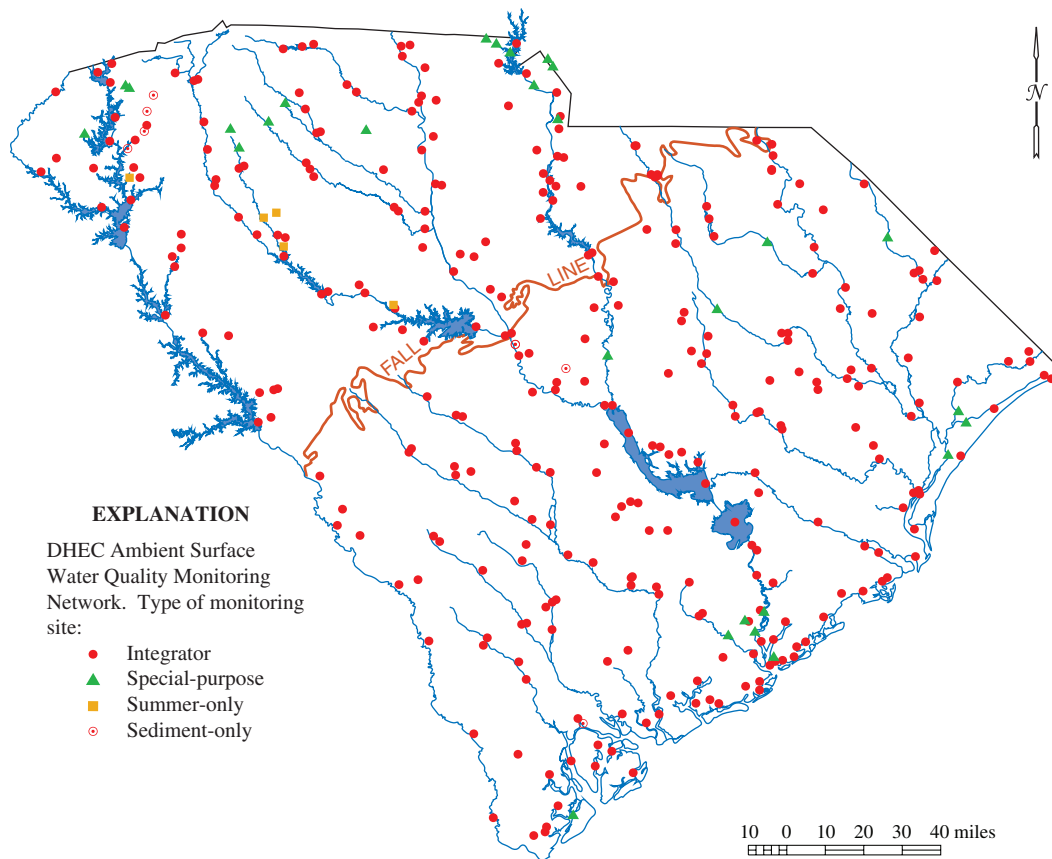 N
FALL LINE
EXPLANATION
DHEC Ambient Surface
Water Quality Monitoring
Network. Type of monitoring
site:
Integrator
Special-purpose
Summer-only
Sediment-only
10 0 10 20 30 40 miles